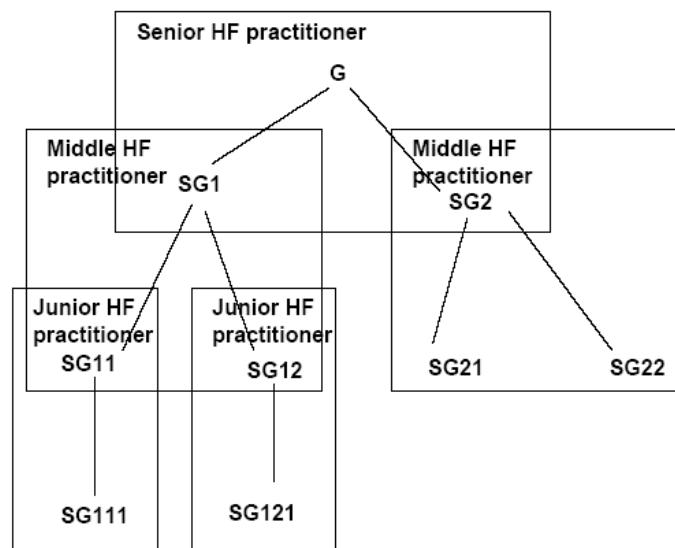 Senior HF practitioner
G
Middle HF
practitioner
SG1
Middle HF
practitioner
SG2
Junior HF
practitioner
SG11
Junior HF
practitioner
SG12
SG21
SG22
SG111
SG121